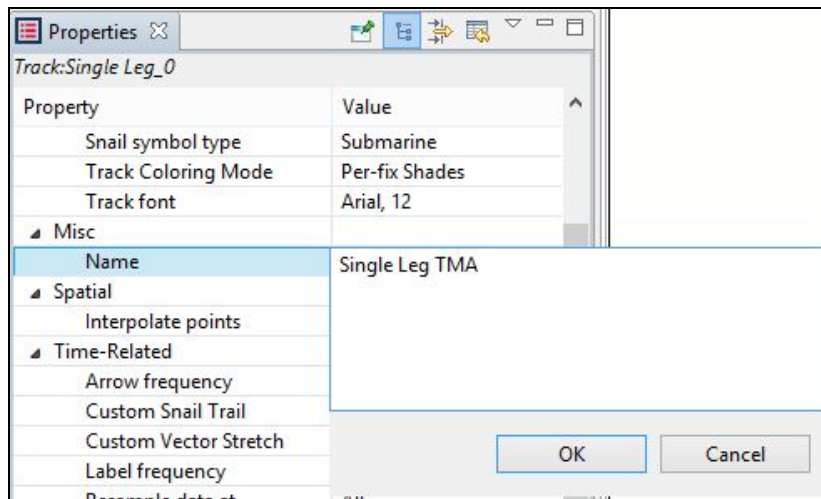 Properties
Track:Single Leg_0
Property Value
Snail symbol type Submarine
Track Coloring Mode Per-fix Shades
Track font Arial, 12
Misc
Name Single Leg TMA
Spatial
Interpolate points
Time-Related
Arrow frequency
Custom Snail Trail
Custom Vector Stretch
Label frequency
OK Cancel